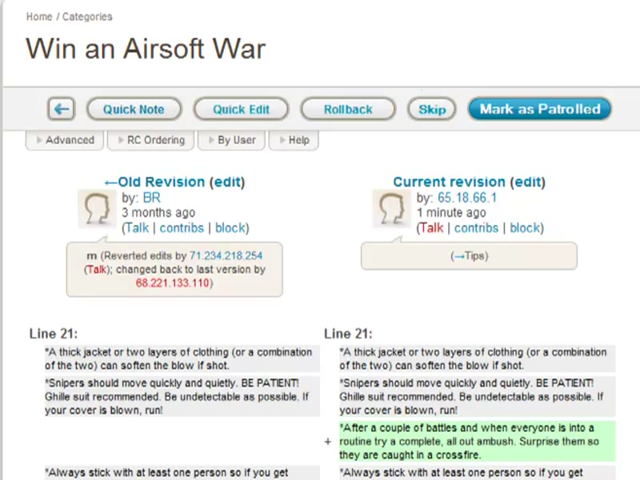 Home / Categories
Win an Airsoft War
← Quick Note Quick Edit Rollback Skip Mark as Patrolled
Advanced RC Ordering By User Help
←Old Revision (edit)
by: BR
3 months ago
(Talk | contribs | block)
m (Reverted edits by 71.234.218.254
(Talk); changed back to last version by
68.221.133.110)
Current revision (edit)
by: 65.18.66.1
1 minute ago
(Talk | contribs | block)
(→Tips)
Line 21:
*A thick jacket or two layers of clothing (or a combination
of the two) can soften the blow if shot.
*Snipers should move quickly and quietly. BE PATIENT!
Ghille suit recommended. Be undetectable as possible. If
your cover is blown, run!
*Always stick with at least one person so if you get
Line 21:
*A thick jacket or two layers of clothing (or a combination
of the two) can soften the blow if shot.
*Snipers should move quickly and quietly. BE PATIENT!
Ghille suit recommended. Be undetectable as possible. If
your cover is blown, run!
*After a couple of battles and when everyone is into a
+ routine try a complete, all out ambush. Surprise them so
they are caught in a crossfire.
*Always stick with at least one person so if you get